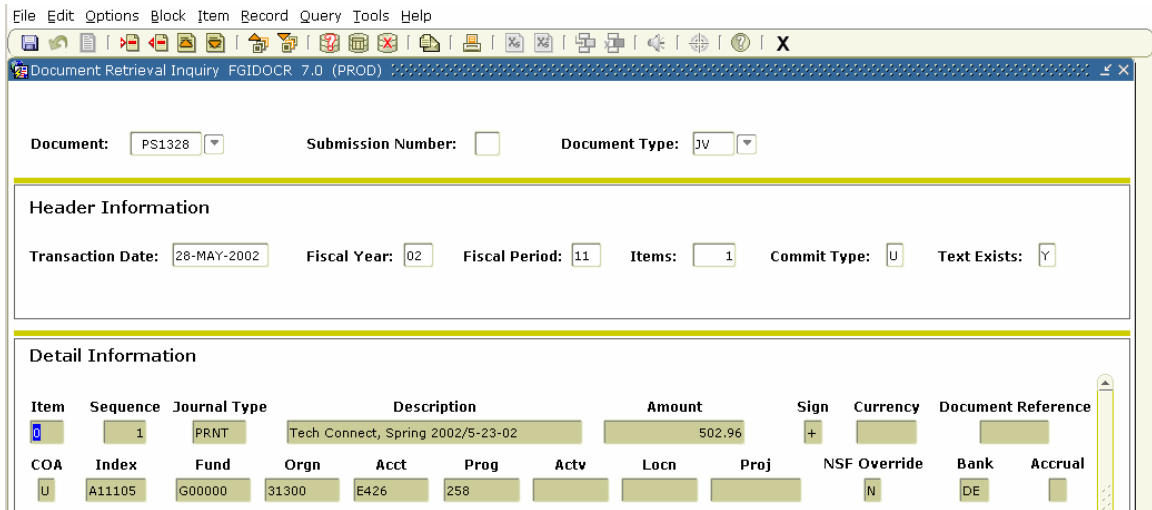 File Edit Options Block Item Record Query Tools Help
X
Document Retrieval Inquiry FGIDOCR 7.0 (PROD)
Document: PS1328 Submission Number: Document Type: JV
Header Information
Transaction Date: 28-MAY-2002 Fiscal Year: 02 Fiscal Period: 11 Items: 1 Commit Type: U Text Exists: Y
Detail Information
Item Sequence Journal Type Description Amount Sign Currency Document Reference
0 1 PRNT Tech Connect, Spring 2002/5-23-02 502.96 +
COA Index Fund Orgn Acct Prog Actv Locn Proj NSF Override Bank Accrual
U A11105 G00000 31300 E426 258 N DE